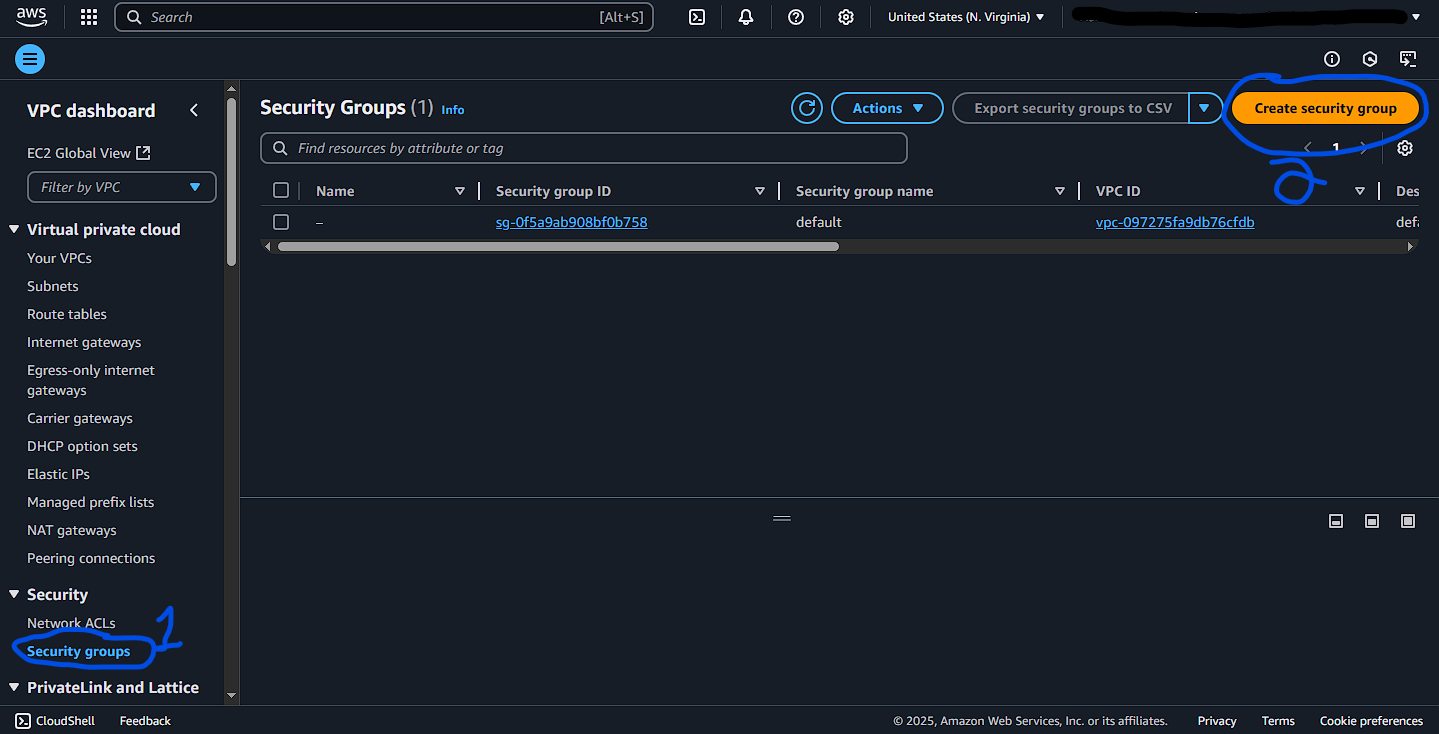 aws
Search [Alt+S] United States (N. Virginia)
VPC dashboard
EC2 Global View
Filter by VPC
Virtual private cloud
Your VPCs
Subnets
Route tables
Internet gateways
Egress-only internet
gateways
Carrier gateways
DHCP option sets
Elastic IPs
Managed prefix lists
NAT gateways
Peering connections
Security
Network ACLs
Security groups 1
PrivateLink and Lattice
Security Groups (1) Info Actions Export security groups to CSV Create security group
Find resources by attribute or tag 1
2
Name Security group ID Security group name VPC ID Des
– sg-0f5a9ab908bf0b758 default vpc-097275fa9db76cfdb defa
CloudShell Feedback © 2025, Amazon Web Services, Inc. or its affiliates. Privacy Terms Cookie preferences